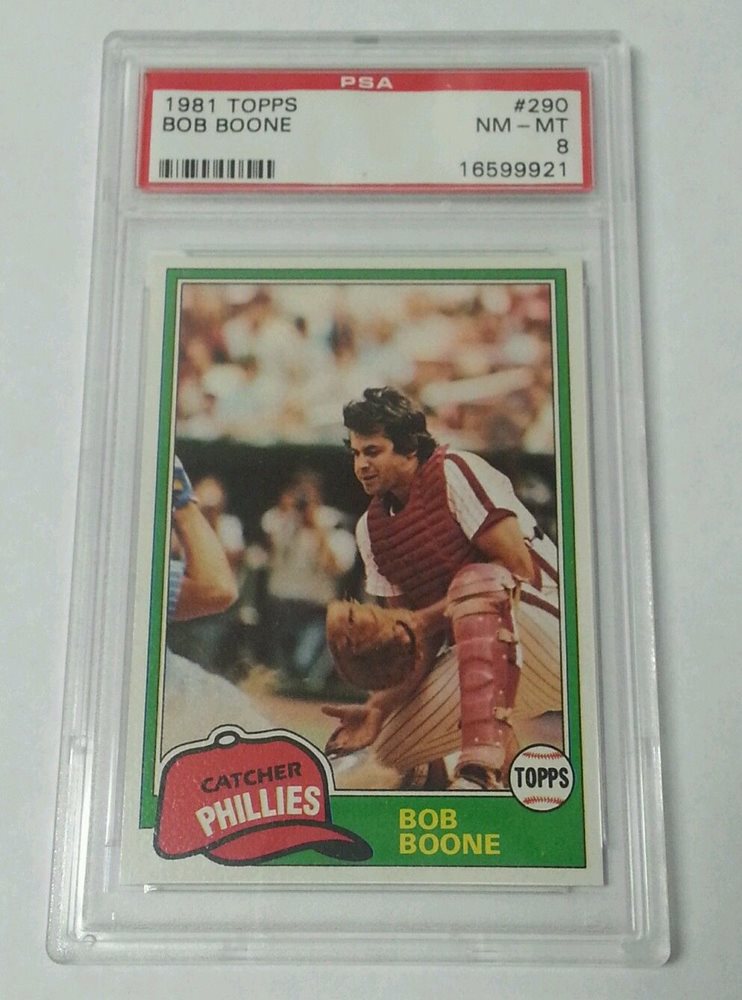 PSA
1981 TOPPS #290
BOB BOONE NM - MT
8
16599921
CATCHER
PHILLIES
TOPPS
BOB
BOONE